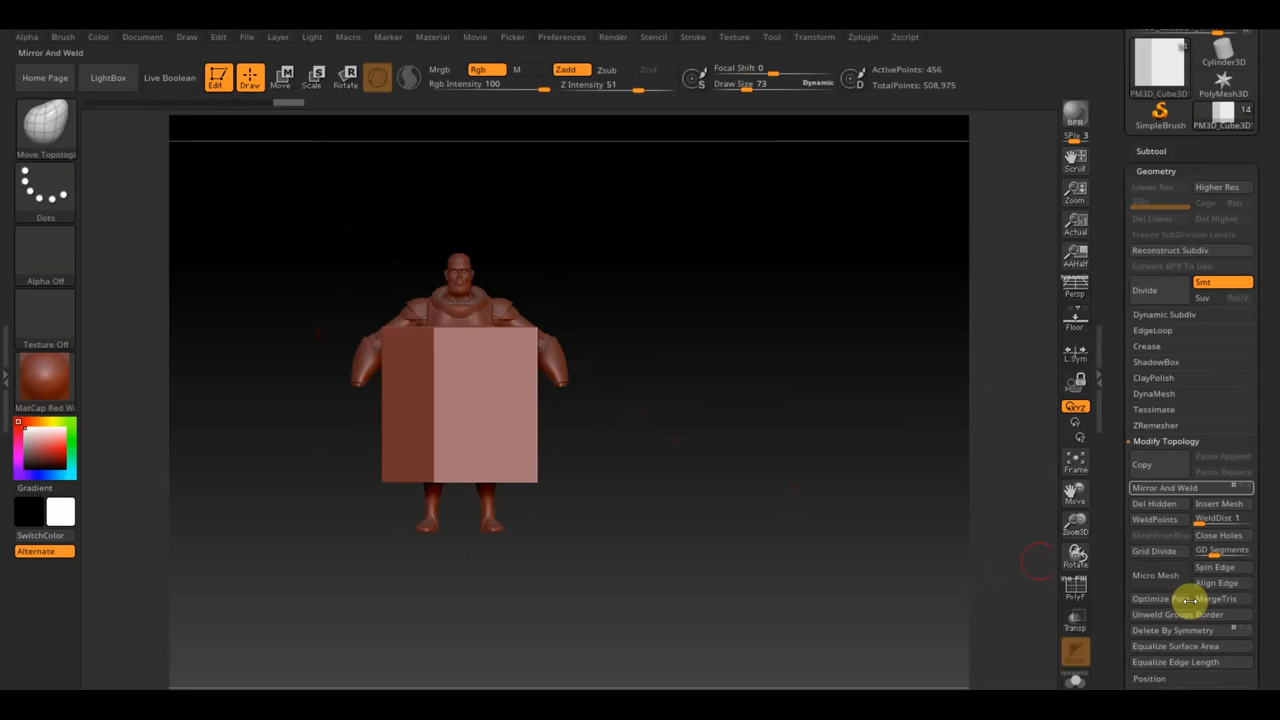 Alpha Brush Color Document Draw Edit File Layer Light Macro Marker Material Movie Picker Preferences Render Stencil Stroke Texture Tool Transform Zplugin Zscript
Mirror And Weld
Home Page
LightBox
Live Boolean
Edit
Draw
Move
Scale
Rotate
Mrgb
Rgb
M
Rgb Intensity 100
Zadd
Zsub
Zcut
Z Intensity 51
S
Focal Shift 0
Draw Size 73
Dynamic
D
ActivePoints: 456
TotalPoints: 508,975
Move Topologi
Dots
Alpha Off
Texture Off
MatCap Red W
Gradient
SwitchColor
Alternate
BPR
SPix 3
Scroll
Zoom
Actual
AAHalf
Dynamic
Persp
Floor
L.Sym
XYZ
Y
Z
Frame
Move
Zoom3D
Rotate
PolyF
Transp
Dynamic
PM3D_Cube3D
Cylinder3D
PolyMesh3D
SimpleBrush
14
PM3D_Cube3D
Subtool
Geometry
Lower Res
Higher Res
SDiv
Cage
Rstr
Del Lower
Del Higher
Freeze SubDivision Levels
Reconstruct Subdiv
Convert BPR To Geo
Divide
Smt
Suv
ReUV
Dynamic Subdiv
EdgeLoop
Crease
ShadowBox
ClayPolish
DynaMesh
Tessimate
ZRemesher
Modify Topology
Copy
Paste Append
Paste Replace
Mirror And Weld
Del Hidden
Insert Mesh
WeldPoints
WeldDist 1
MeshFromBru
Close Holes
Grid Divide
GD Segments
Micro Mesh
Spin Edge
Align Edge
Optimize
MergeTris
Unweld Groups Border
Delete By Symmetry
Equalize Surface Area
Equalize Edge Length
Position